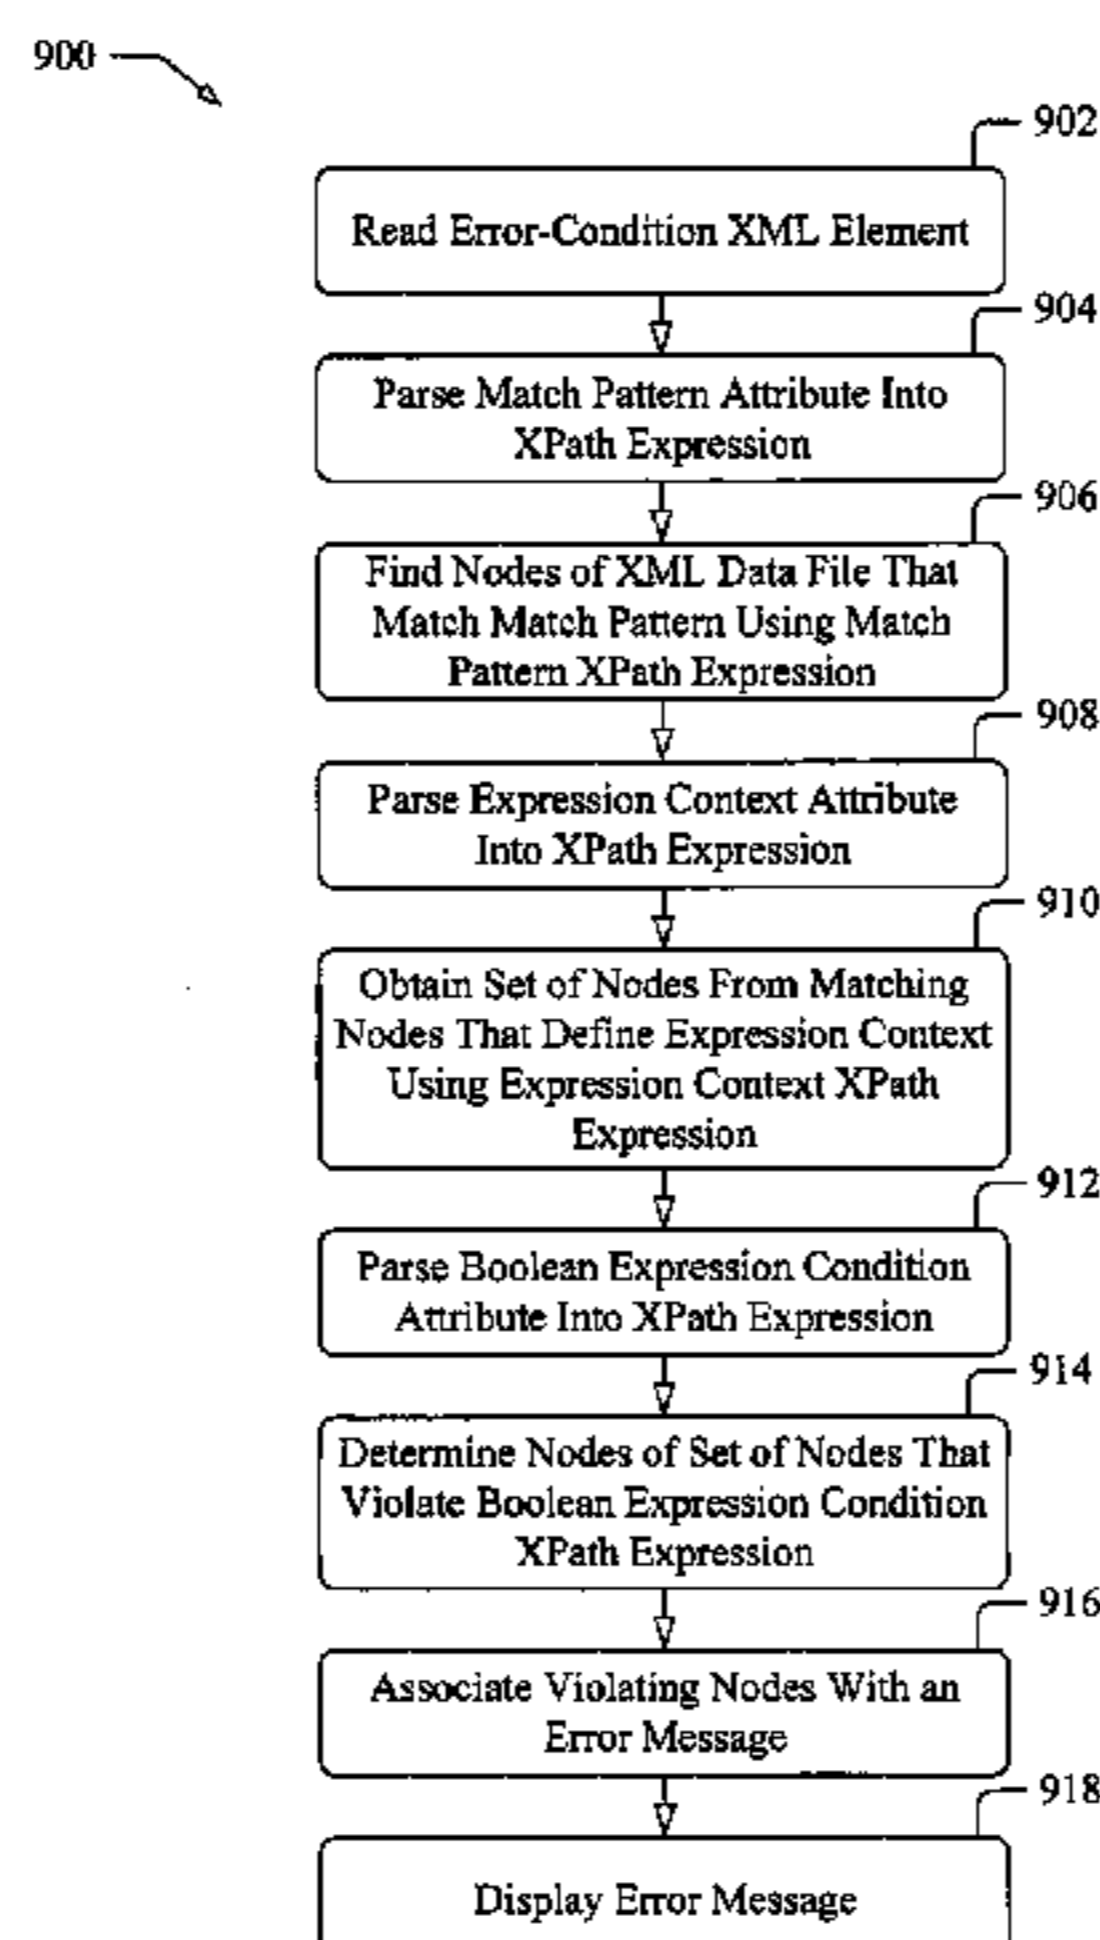 900
902
Read Error-Condition XML Element
904
Parse Match Pattern Attribute Into
XPath Expression
906
Find Nodes of XML Data File That
Match Match Pattern Using Match
Pattern XPath Expression
908
Parse Expression Context Attribute
Into XPath Expression
910
Obtain Set of Nodes From Matching
Nodes That Define Expression Context
Using Expression Context XPath
Expression
912
Parse Boolean Expression Condition
Attribute Into XPath Expression
914
Determine Nodes of Set of Nodes That
Violate Boolean Expression Condition
XPath Expression
916
Associate Violating Nodes With an
Error Message
918
Display Error Message